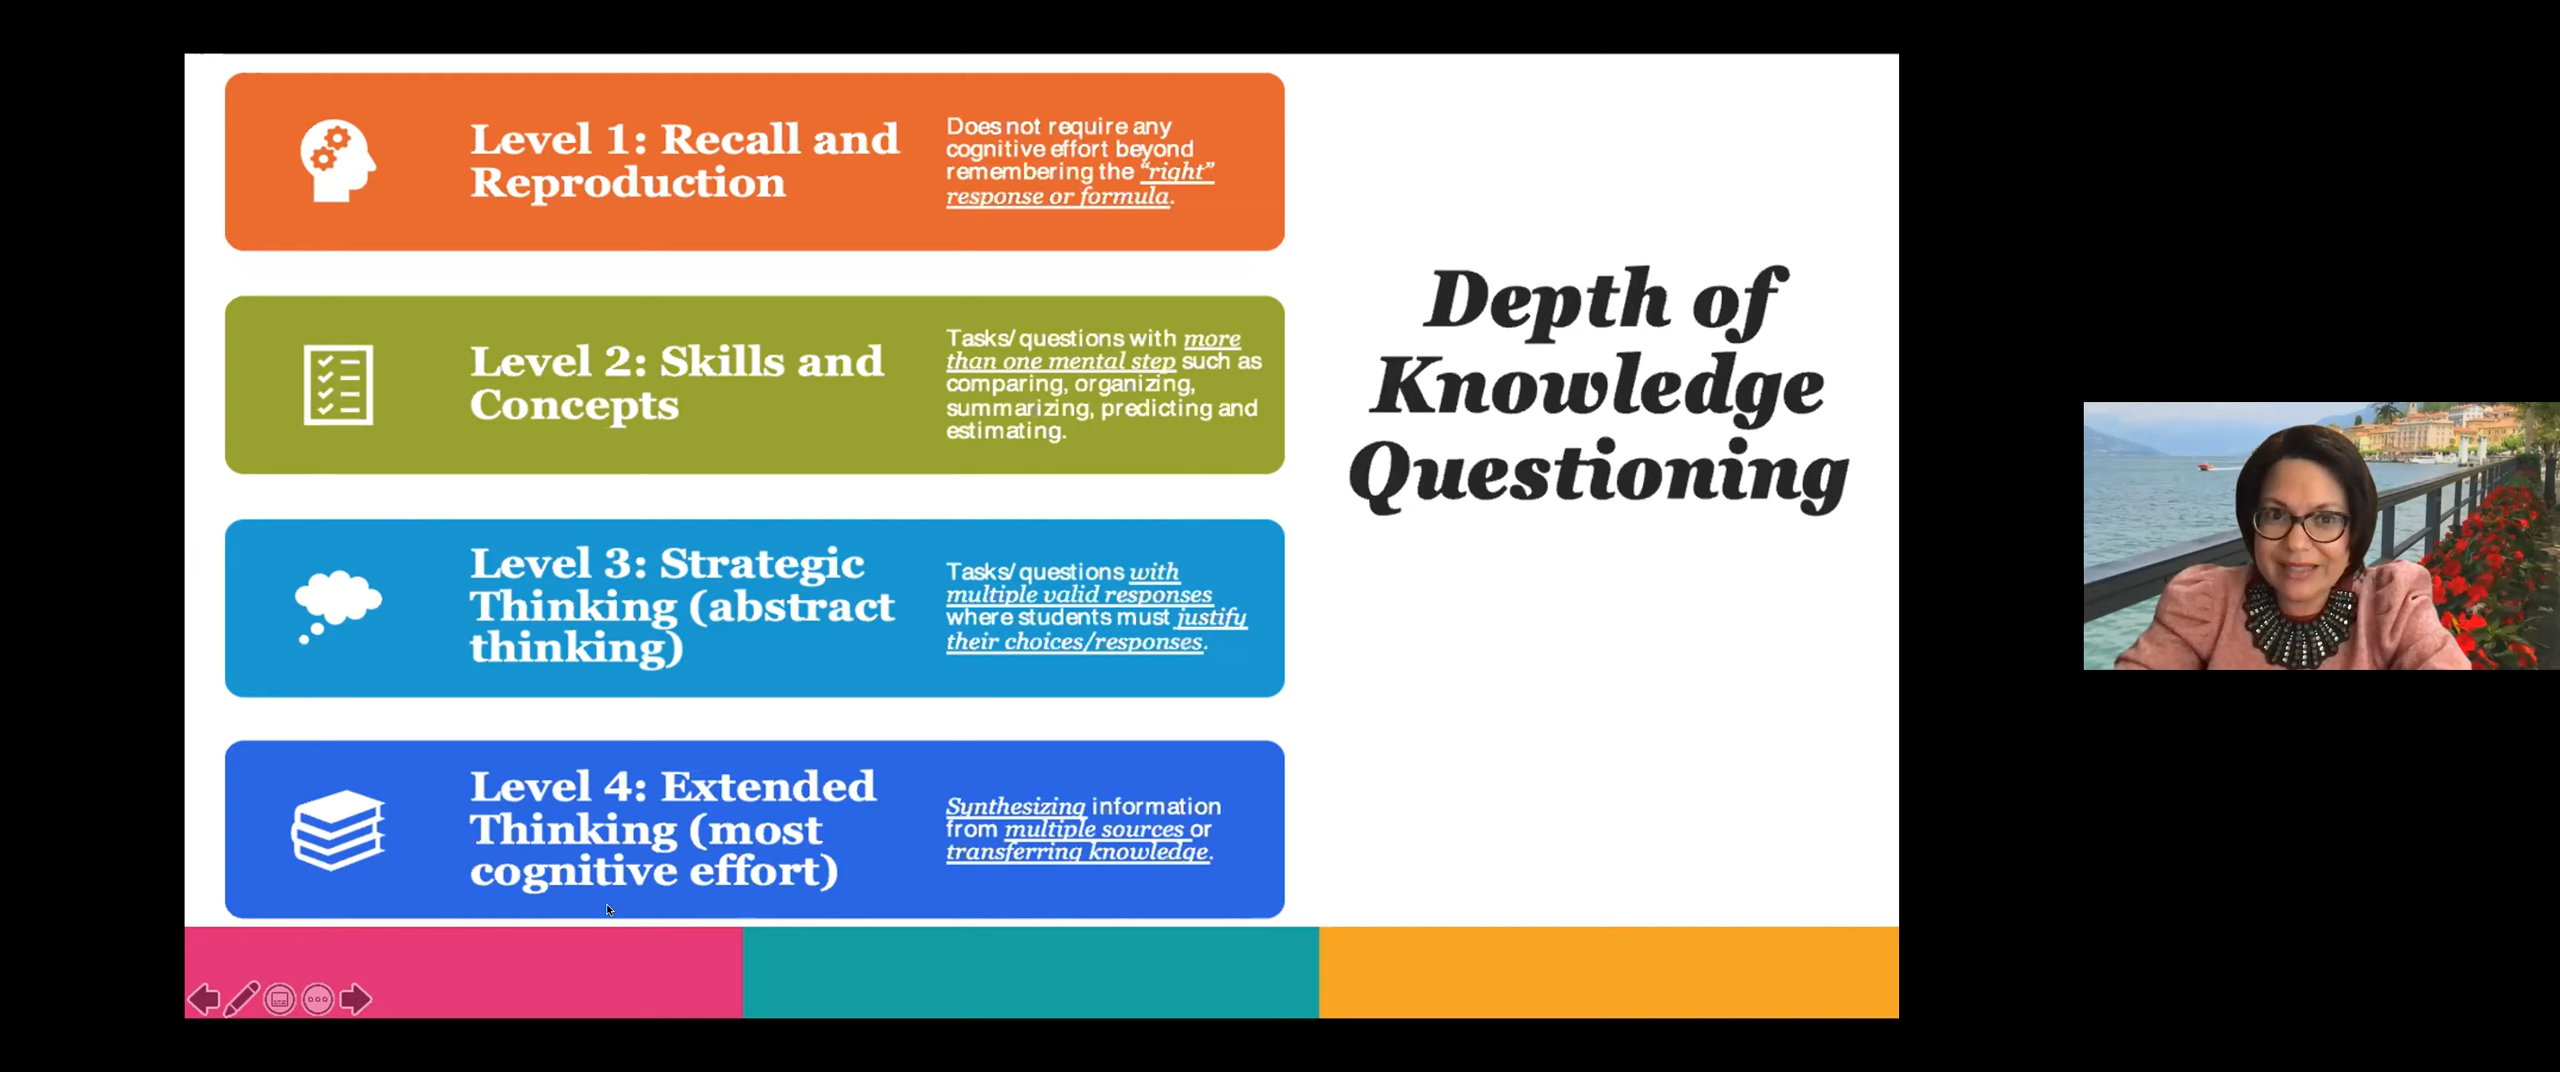 Level 1: Recall and
Reproduction
Does not require any
cognitive effort beyond
remembering the “right”
response or formula.
Level 2: Skills and
Concepts
Tasks/questions with more
than one mental step such as
comparing, organizing,
summarizing, predicting and
estimating.
Level 3: Strategic
Thinking (abstract
thinking)
Tasks/questions with
multiple valid responses
where students must justify
their choices/responses.
Level 4: Extended
Thinking (most
cognitive effort)
Synthesizing information
from multiple sources or
transferring knowledge.
Depth of
Knowledge
Questioning